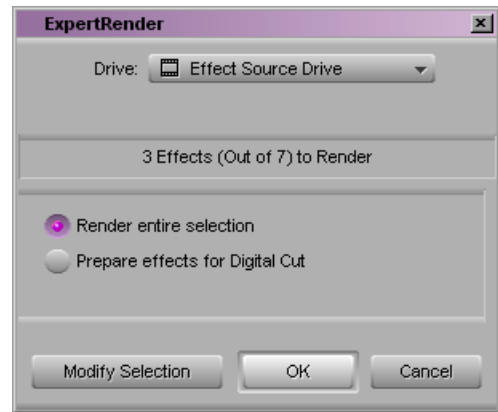 ExpertRender
Drive: Effect Source Drive
3 Effects (Out of 7) to Render
Render entire selection
Prepare effects for Digital Cut
Modify Selection OK Cancel